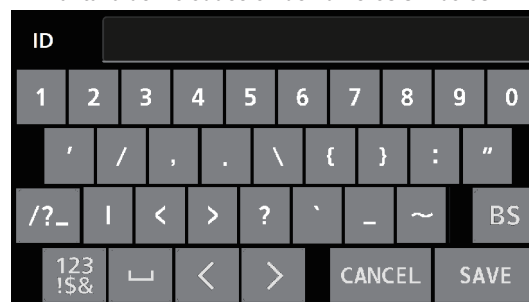 ID
1 2 3 4 5 6 7 8 9 0
' / , . \ { } : "
/?_ | < > ? ` _ ~ BS
123 !$& ⎵ < > CANCEL SAVE